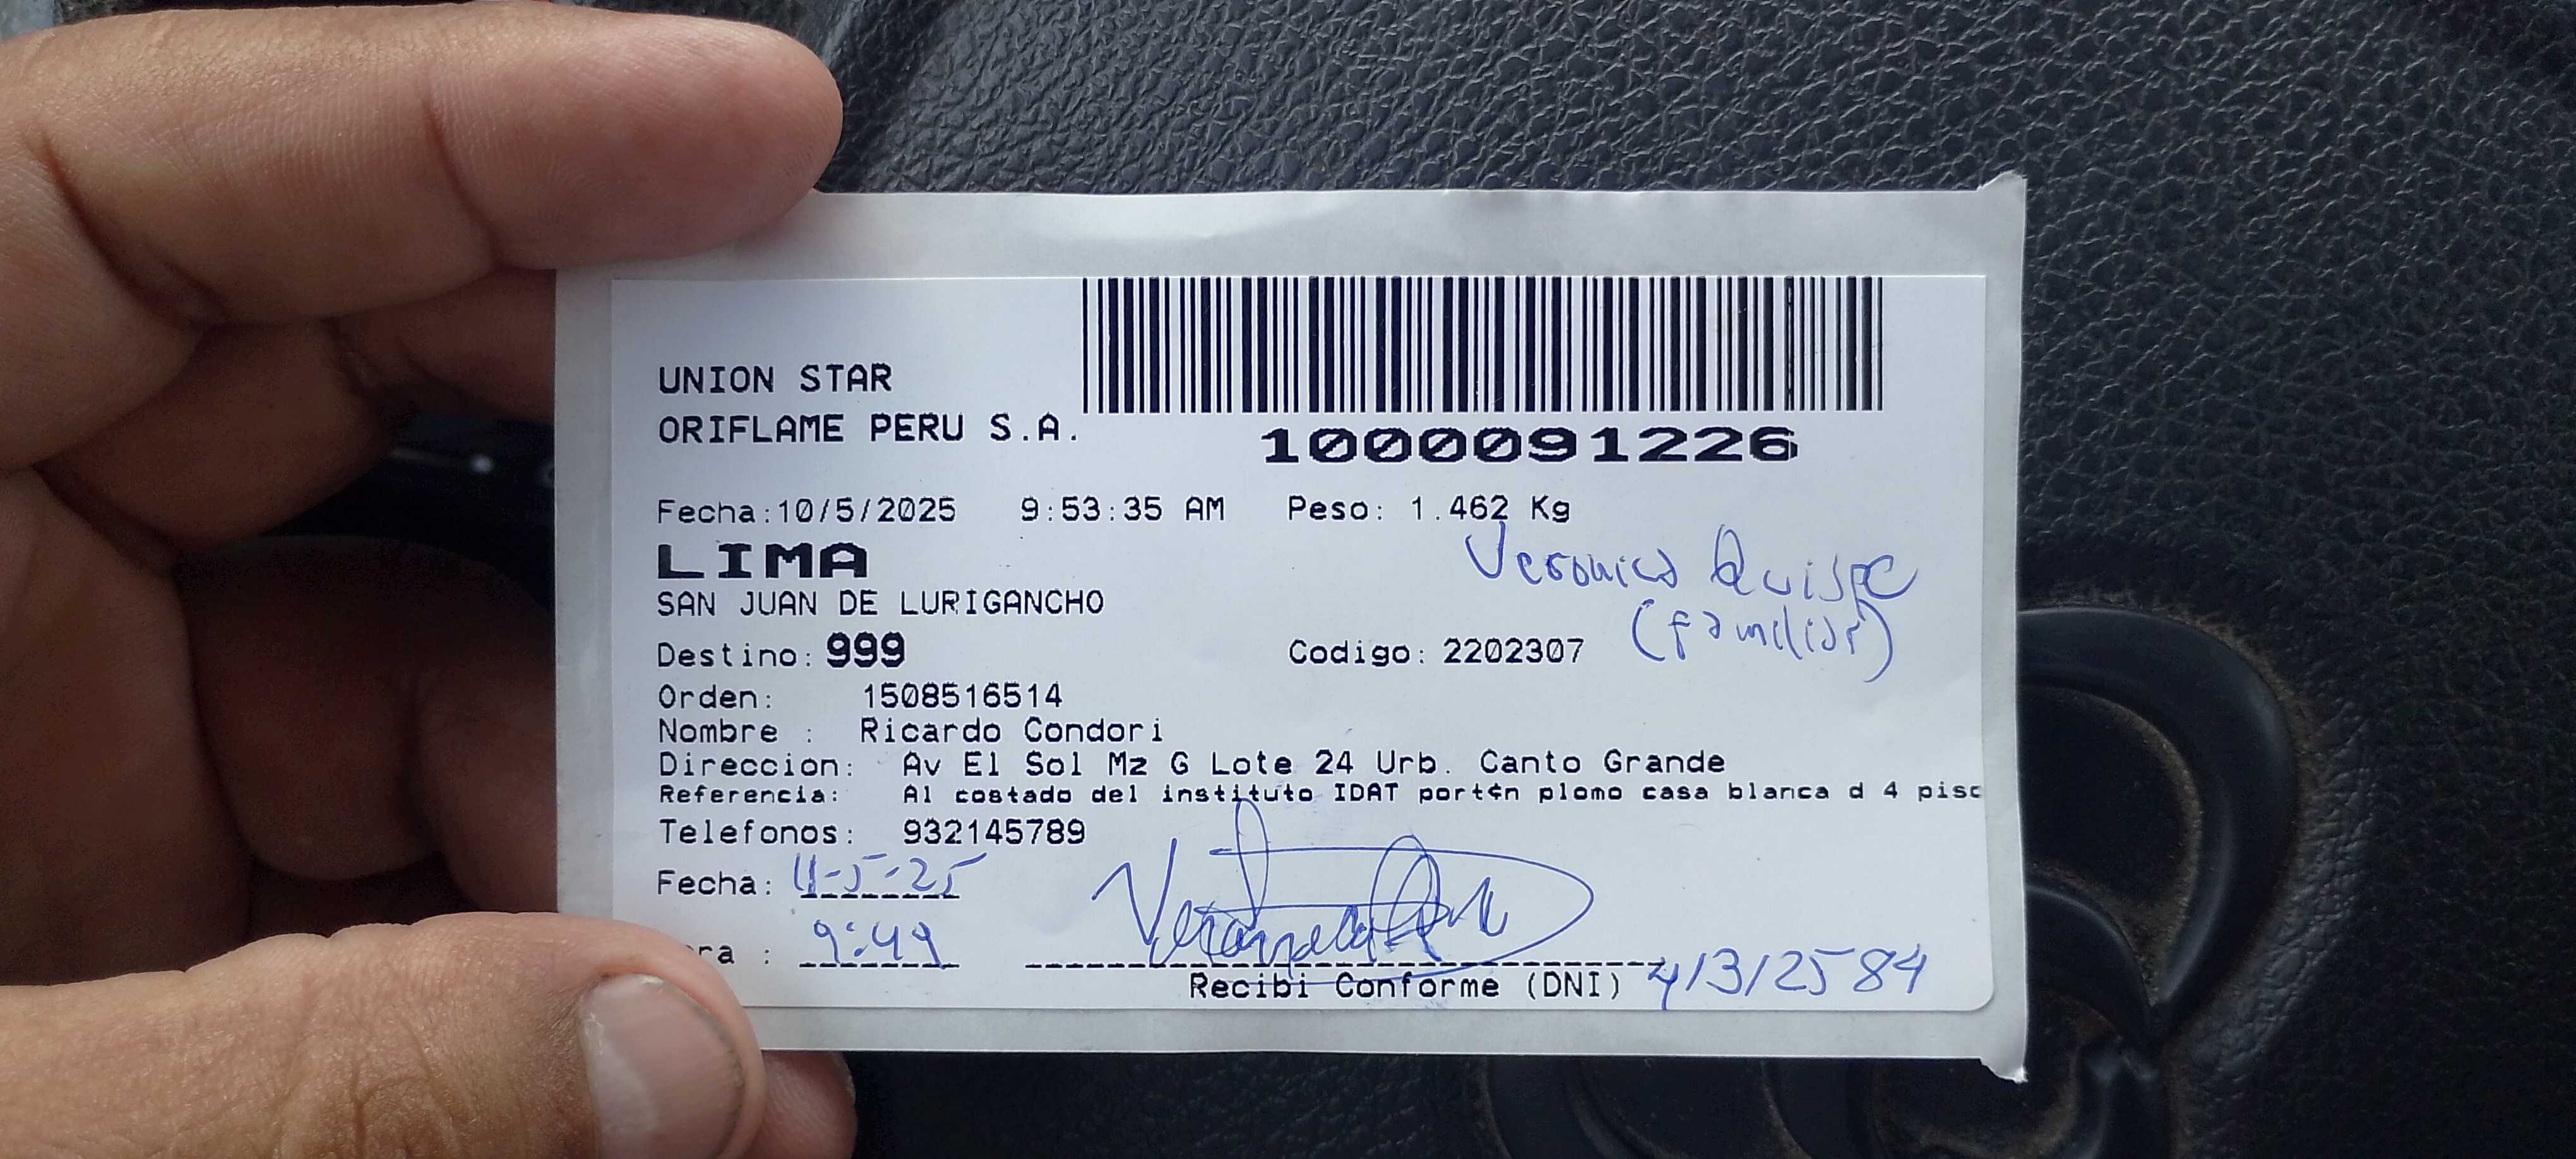 UNION STAR
ORIFLAME PERU S.A.
1000091226
Fecha:10/5/2025 9:53:35 AM Peso: 1.462 Kg
LIMA
Veronica Quispe
SAN JUAN DE LURIGANCHO
(familiar)
Destino: 999 Codigo: 2202307
Orden: 1508516514
Nombre : Ricardo Condori
Direccion: Av El Sol Mz G Lote 24 Urb. Canto Grande
Referencia: Al costado del instituto IDAT port¢n plomo casa blanca d 4 pisc
Telefonos: 932145789
Fecha: 11-5-25
ra : 9:49
Recibi Conforme (DNI) 41312584